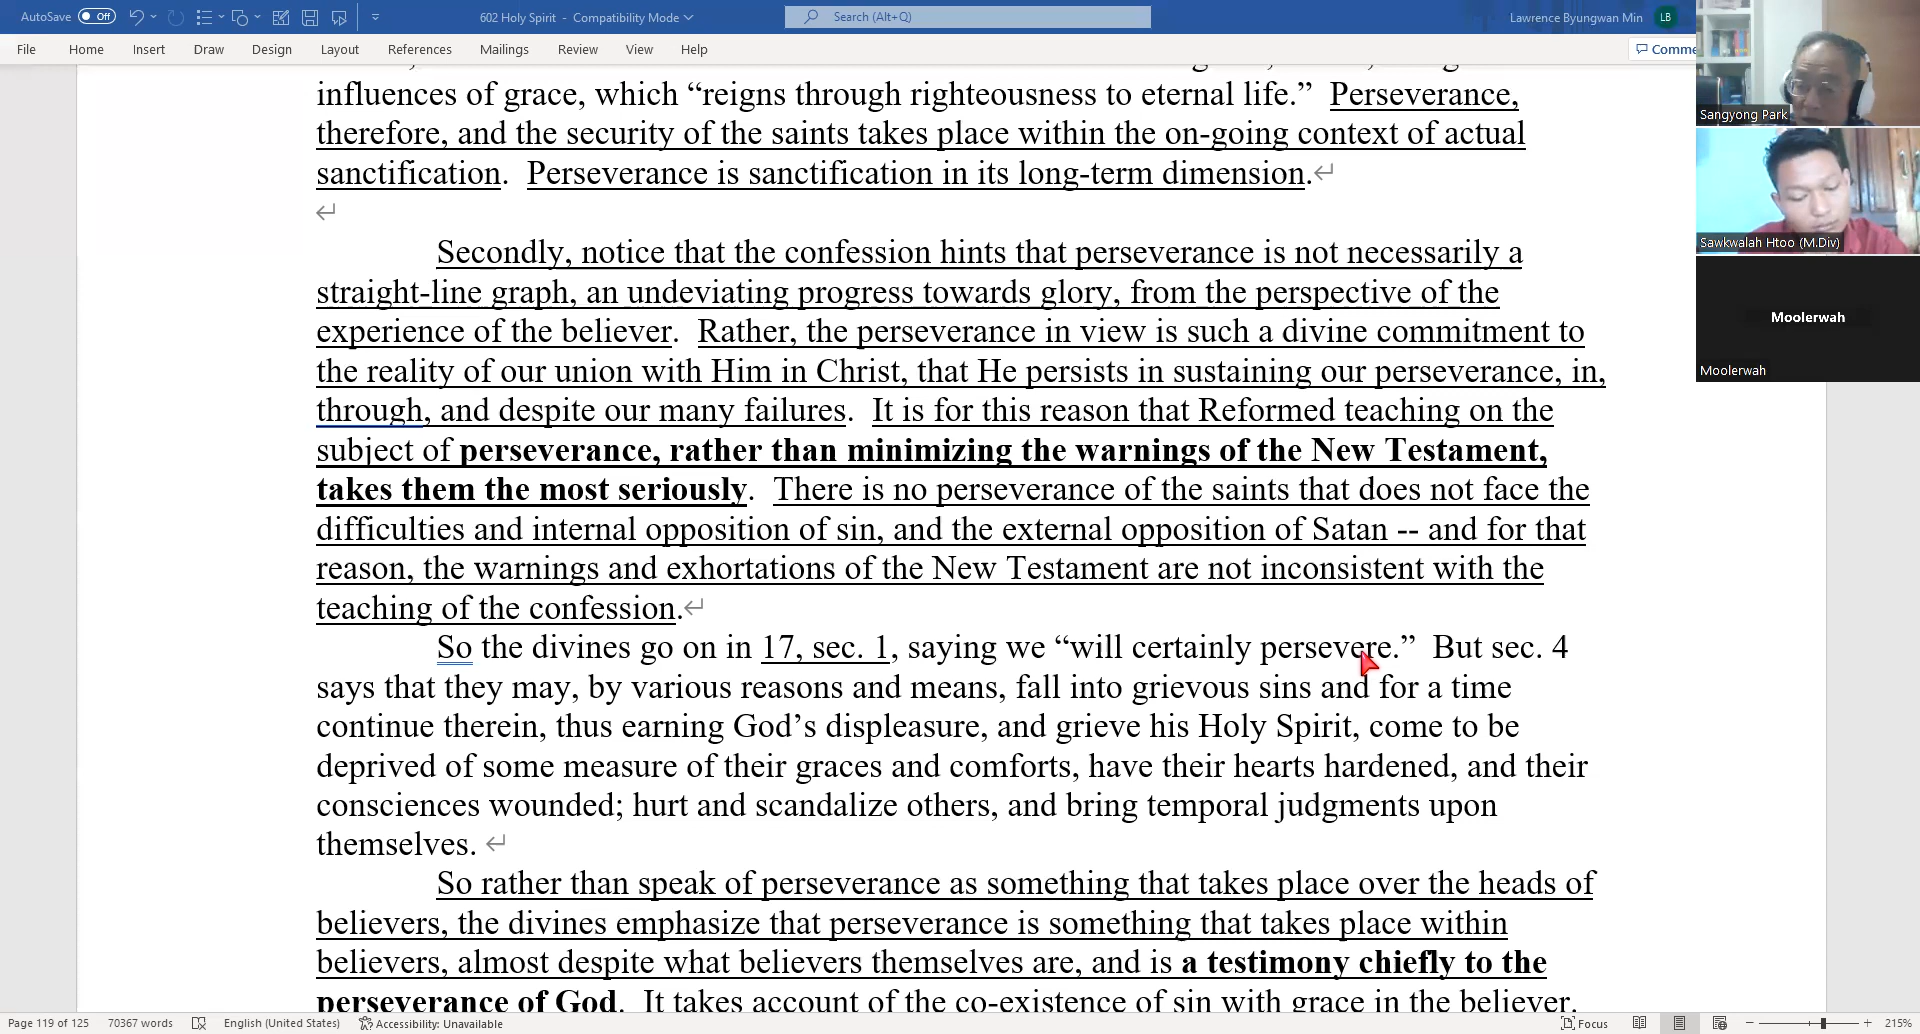 AutoSave Off
602 Holy Spirit - Compatibility Mode
Search (Alt+Q)
Lawrence Byungwan Min LB
File Home Insert Draw Design Layout References Mailings Review View Help
Comme
influences of grace, which “reigns through righteousness to eternal life.” Perseverance,
therefore, and the security of the saints takes place within the on-going context of actual
sanctification. Perseverance is sanctification in its long-term dimension.
Secondly, notice that the confession hints that perseverance is not necessarily a
straight-line graph, an undeviating progress towards glory, from the perspective of the
experience of the believer. Rather, the perseverance in view is such a divine commitment to
the reality of our union with Him in Christ, that He persists in sustaining our perseverance, in,
through, and despite our many failures. It is for this reason that Reformed teaching on the
subject of perseverance, rather than minimizing the warnings of the New Testament,
takes them the most seriously. There is no perseverance of the saints that does not face the
difficulties and internal opposition of sin, and the external opposition of Satan -- and for that
reason, the warnings and exhortations of the New Testament are not inconsistent with the
teaching of the confession.
So the divines go on in 17, sec. 1, saying we “will certainly persevere.” But sec. 4
says that they may, by various reasons and means, fall into grievous sins and for a time
continue therein, thus earning God’s displeasure, and grieve his Holy Spirit, come to be
deprived of some measure of their graces and comforts, have their hearts hardened, and their
consciences wounded; hurt and scandalize others, and bring temporal judgments upon
themselves.
So rather than speak of perseverance as something that takes place over the heads of
believers, the divines emphasize that perseverance is something that takes place within
believers, almost despite what believers themselves are, and is a testimony chiefly to the
perseverance of God. It takes account of the co-existence of sin with grace in the believer.
Sangyong Park
Sawkwalah Htoo (M.Div)
Moolerwah
Moolerwah
Page 119 of 125 70367 words English (United States) Accessibility: Unavailable Focus 215%